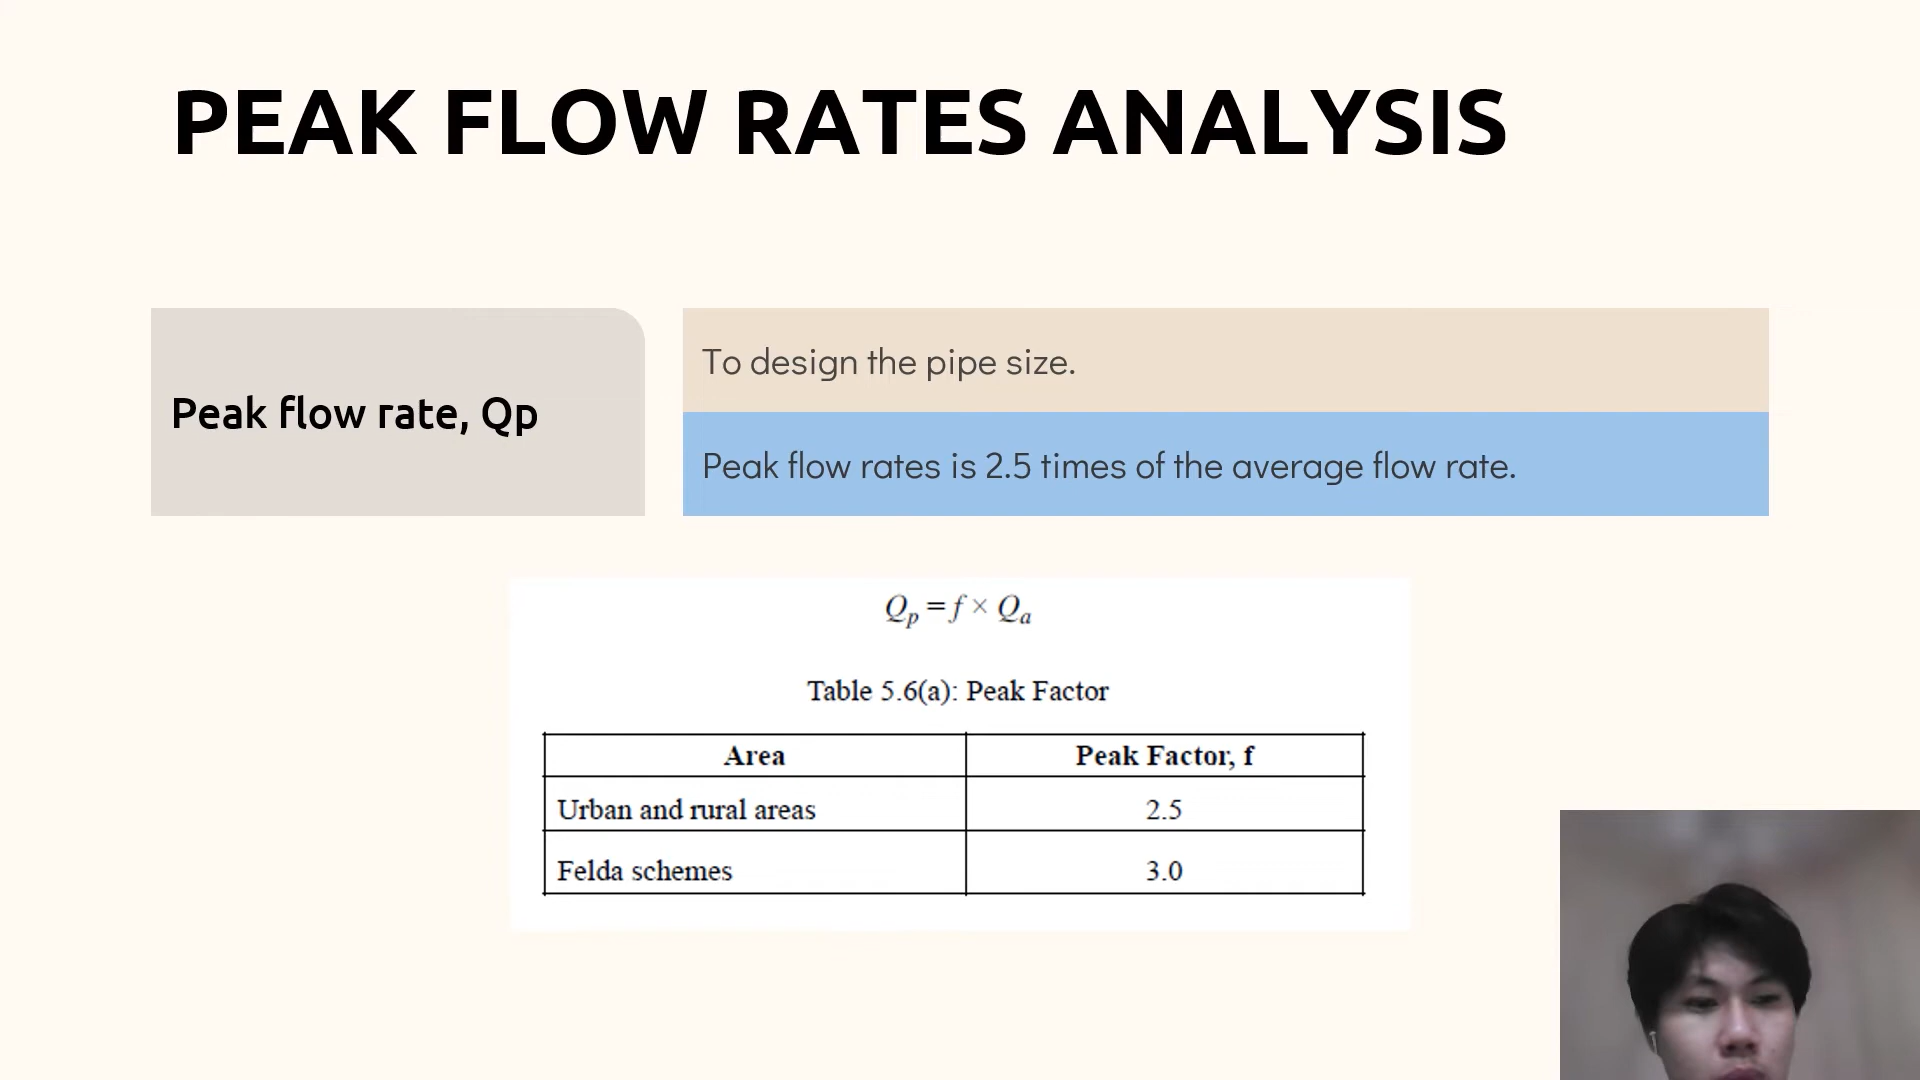 PEAK FLOW RATES ANALYSIS
Peak flow rate, Qp
To design the pipe size.
Peak flow rates is 2.5 times of the average flow rate.
Qp = f × Qa
Table 5.6(a): Peak Factor
Area Peak Factor, f
Urban and rural areas 2.5
Felda schemes 3.0